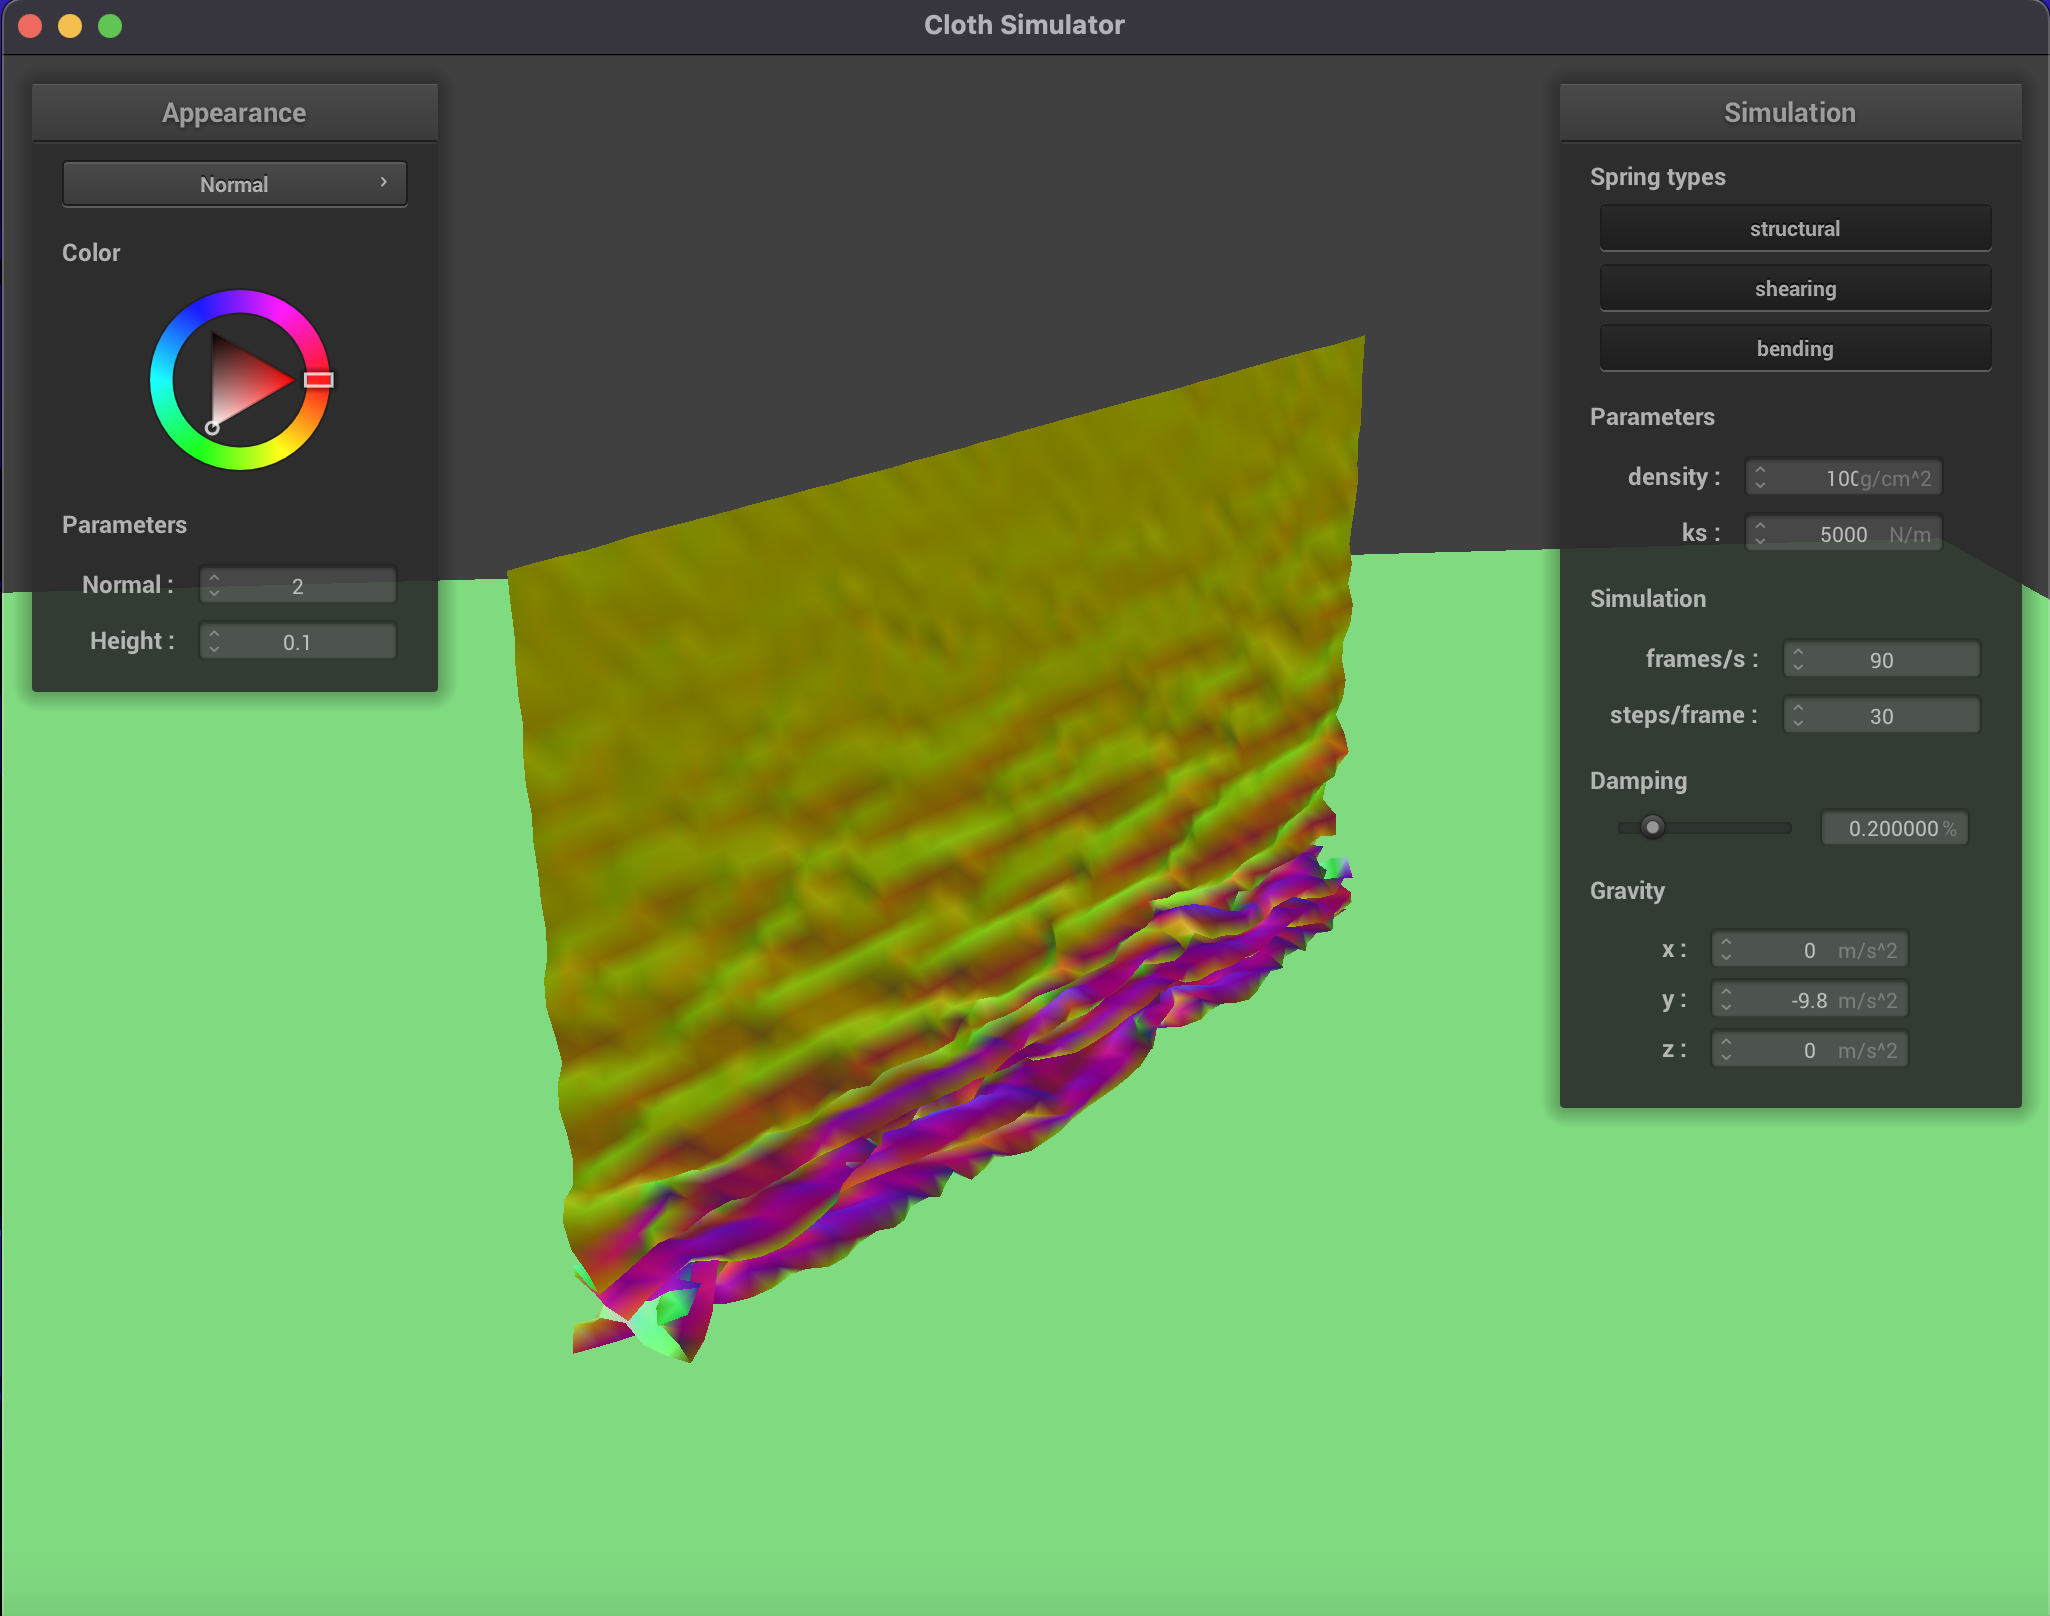 Cloth Simulator
Appearance
Normal
Color
Parameters
Normal : 2
Height : 0.1
Simulation
Spring types
structural
shearing
bending
Parameters
density : 100 g/cm^2
ks : 5000 N/m
Simulation
frames/s : 90
steps/frame : 30
Damping
0.200000 %
Gravity
x : 0 m/s^2
y : -9.8 m/s^2
z : 0 m/s^2